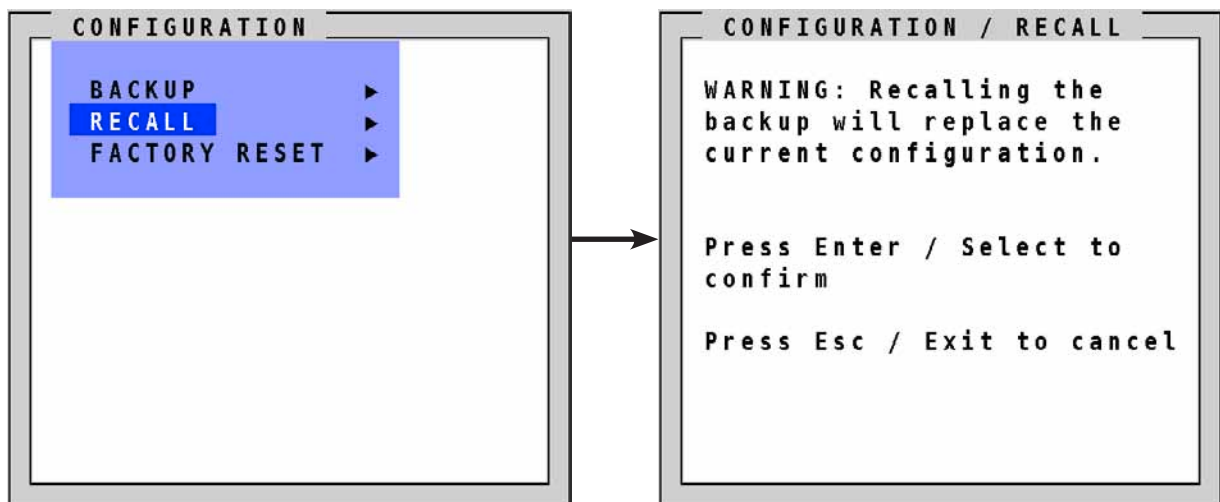 CONFIGURATION
BACKUP ►
RECALL ►
FACTORY RESET ►
CONFIGURATION / RECALL
WARNING: Recalling the
backup will replace the
current configuration.
Press Enter / Select to
confirm
Press Esc / Exit to cancel